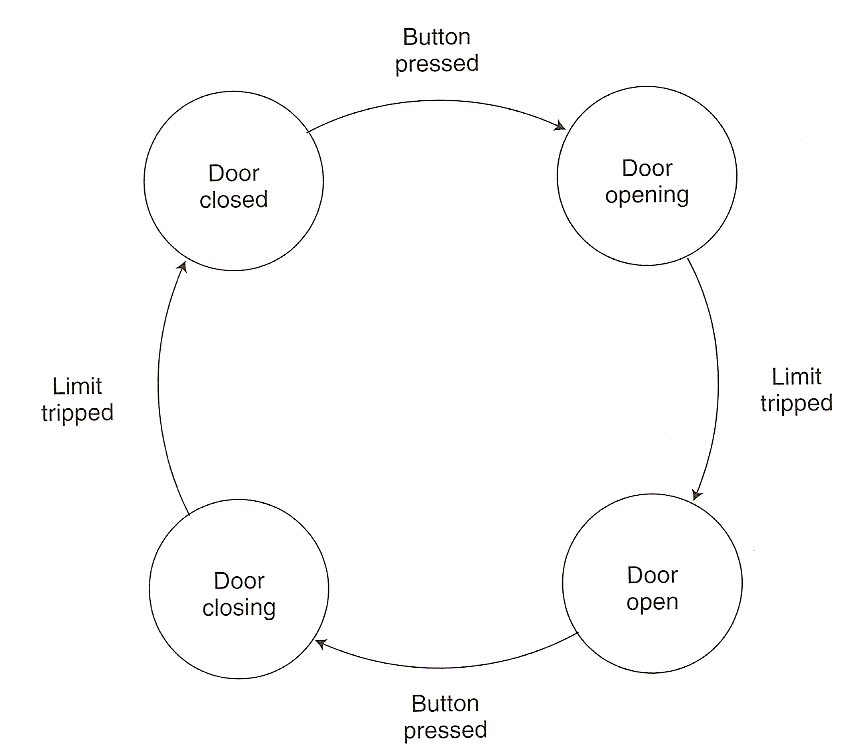 Button
pressed
Door
closed
Door
opening
Limit
tripped
Limit
tripped
Door
closing
Door
open
Button
pressed